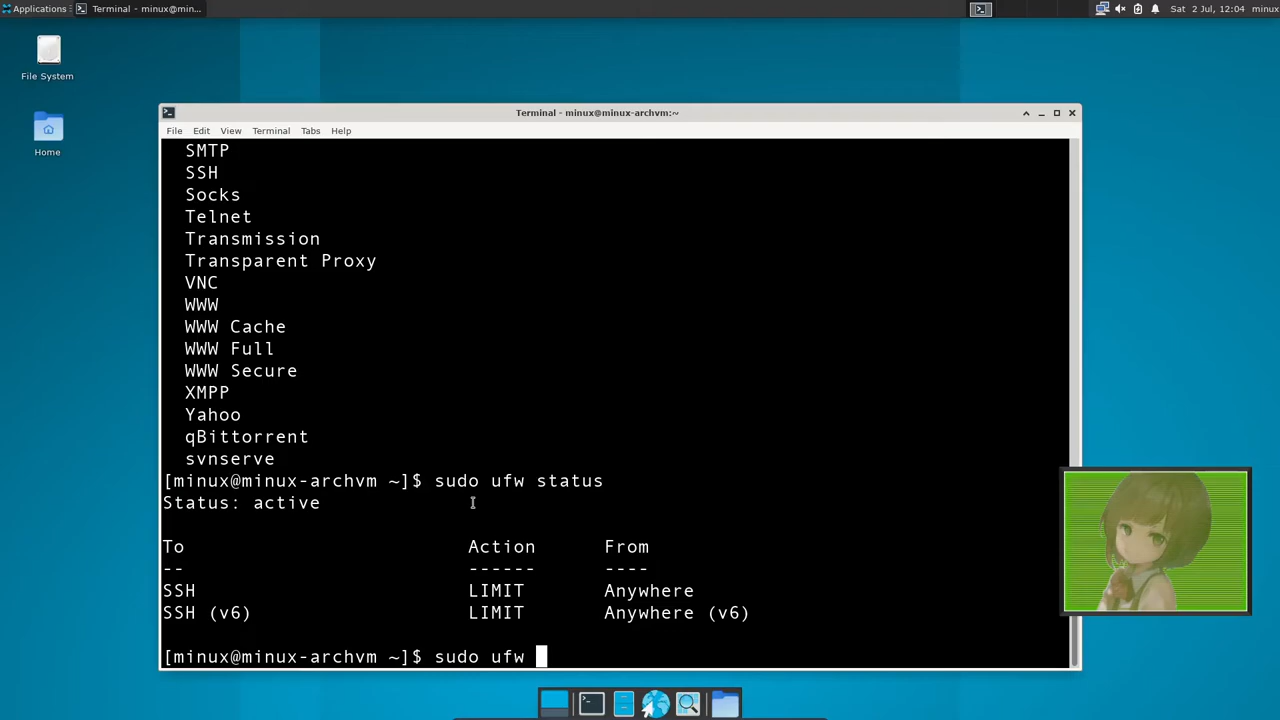 Applications
Terminal - minux@min...
Sat 2 Jul, 12:04 minux
File System
Home
Terminal - minux@minux-archvm:~
File Edit View Terminal Tabs Help
SMTP
SSH
Socks
Telnet
Transmission
Transparent Proxy
VNC
WWW
WWW Cache
WWW Full
WWW Secure
XMPP
Yahoo
qBittorrent
svnserve
[minux@minux-archvm ~]$ sudo ufw status
Status: active
To Action From
-- ------ ----
SSH LIMIT Anywhere
SSH (v6) LIMIT Anywhere (v6)
[minux@minux-archvm ~]$ sudo ufw